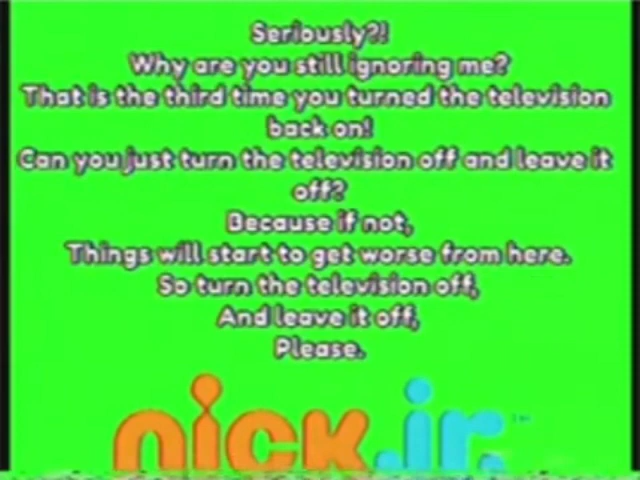 Seriously?!
Why are you still ignoring me?
That is the third time you turned the television
back on!
Can you just turn the television off and leave it
off?
Because if not,
Things will start to get worse from here.
So turn the television off,
And leave it off,
Please.
nick jr.™